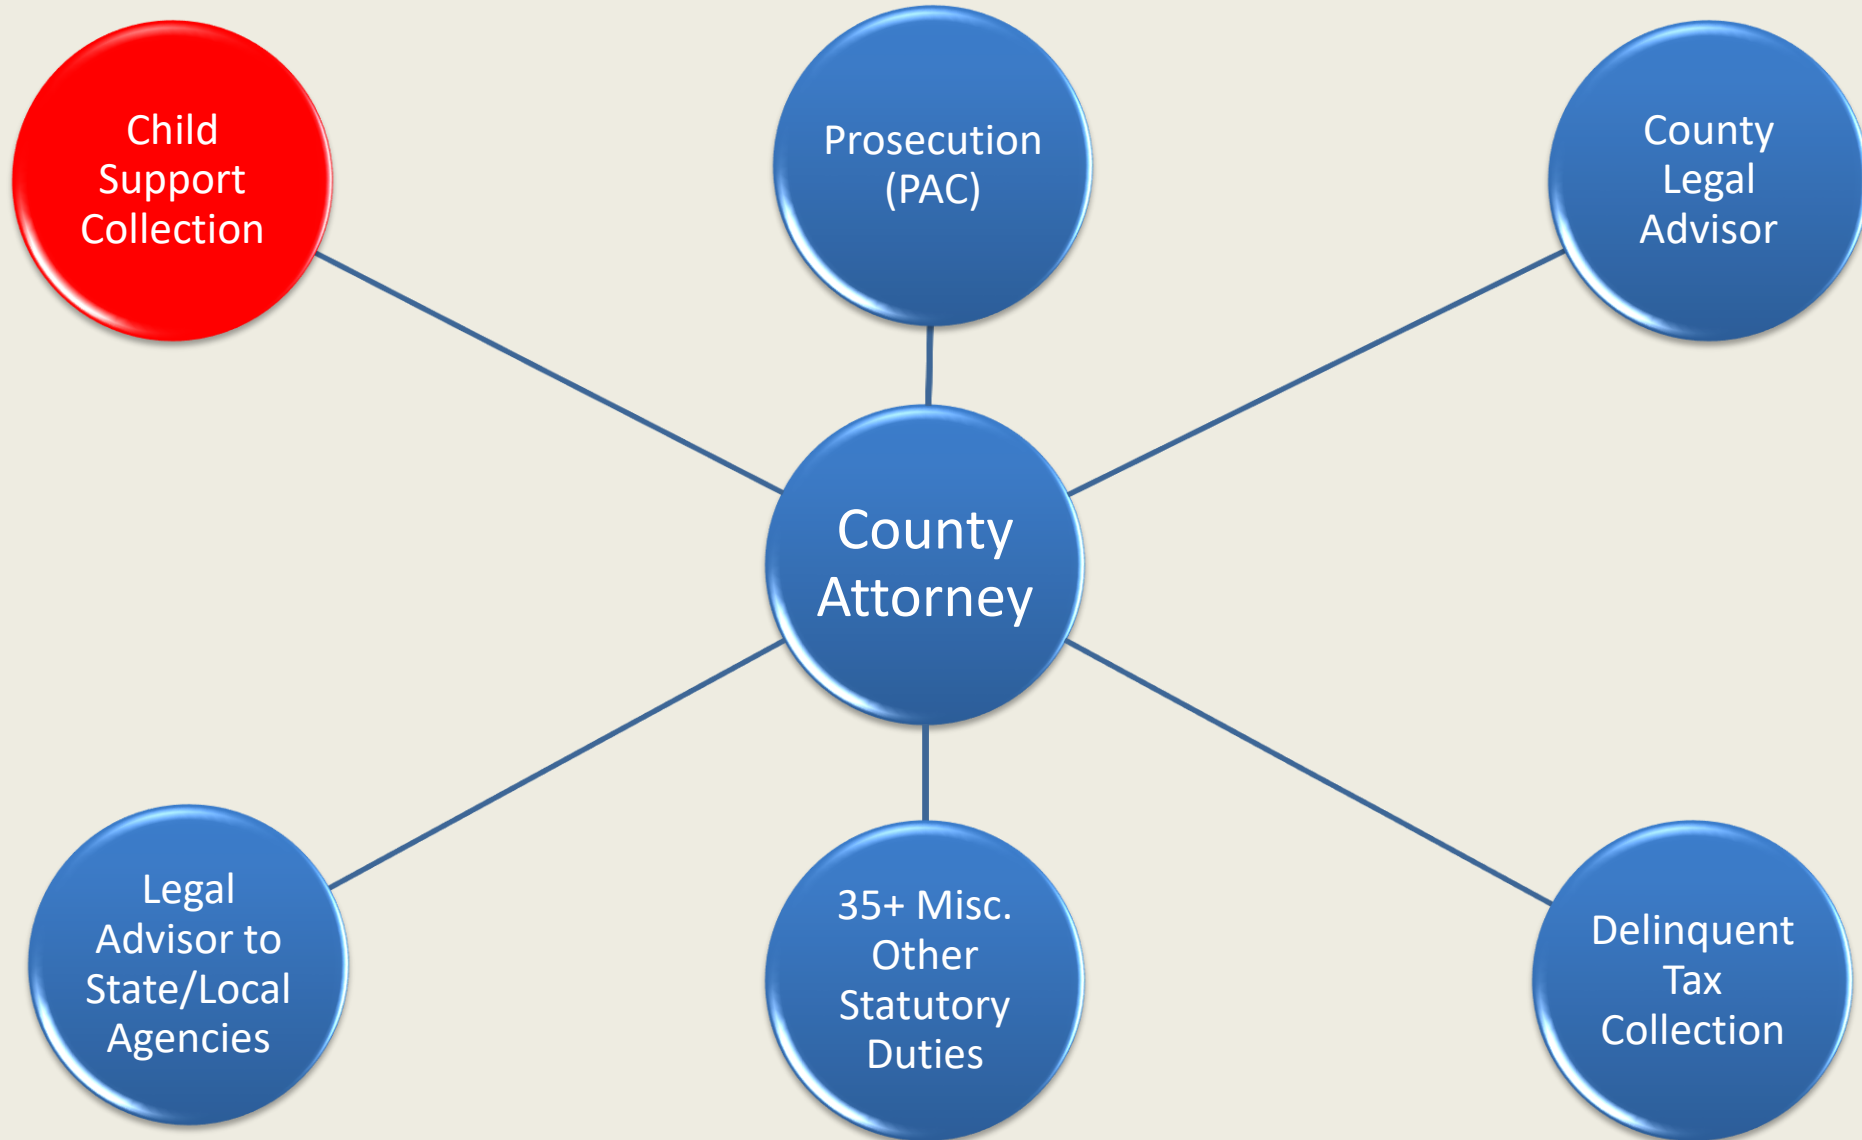 Child
Support
Collection
Prosecution
(PAC)
County
Legal
Advisor
County
Attorney
Legal
Advisor to
State/Local
Agencies
35+ Misc.
Other
Statutory
Duties
Delinquent
Tax
Collection